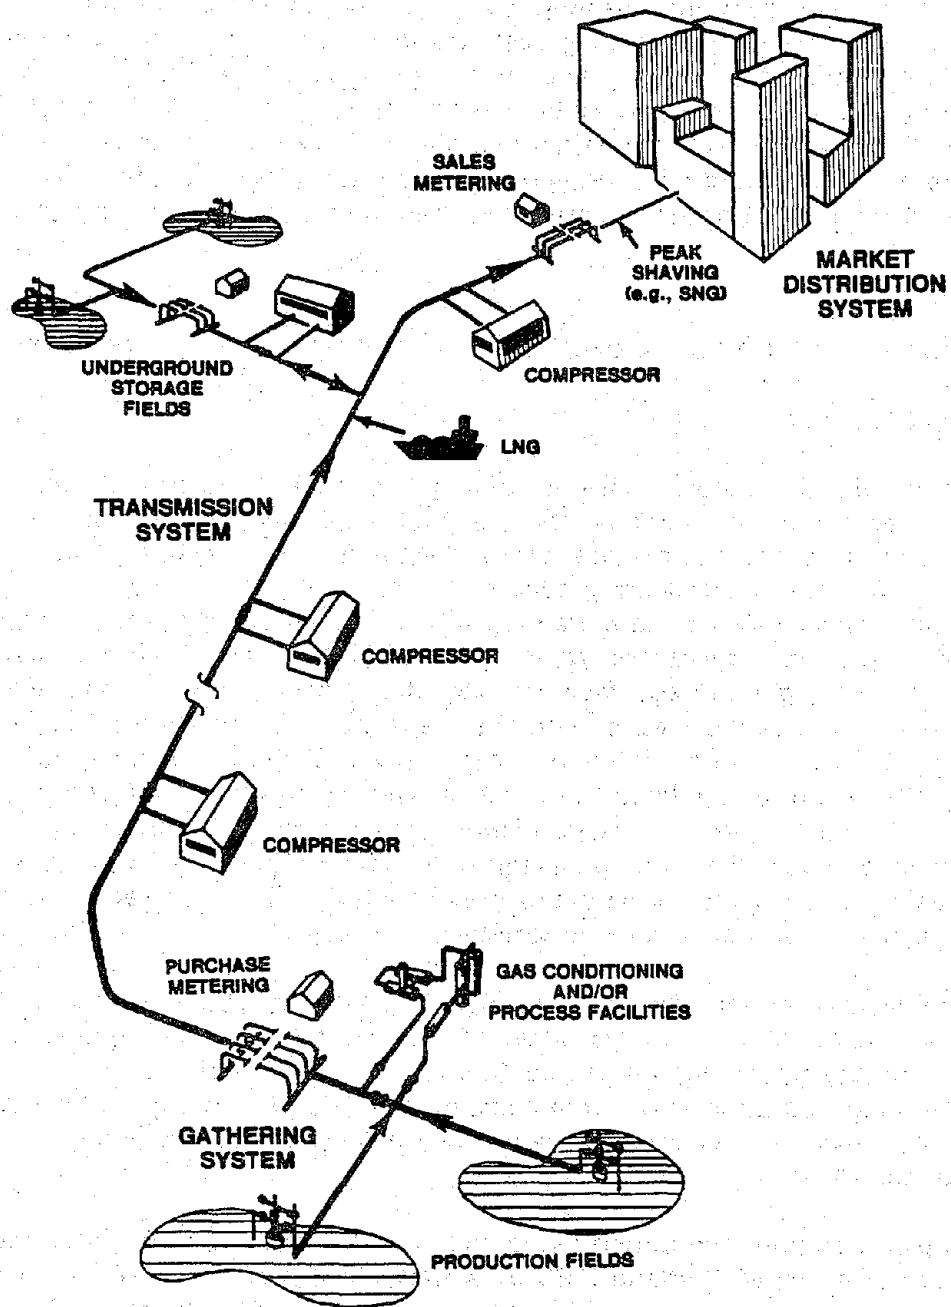 SALES
METERING
PEAK
SHAVING
(e.g., SNG)
MARKET
DISTRIBUTION
SYSTEM
UNDERGROUND
STORAGE
FIELDS
COMPRESSOR
LNG
TRANSMISSION
SYSTEM
COMPRESSOR
COMPRESSOR
PURCHASE
METERING
GAS CONDITIONING
AND/OR
PROCESS FACILITIES
GATHERING
SYSTEM
PRODUCTION FIELDS